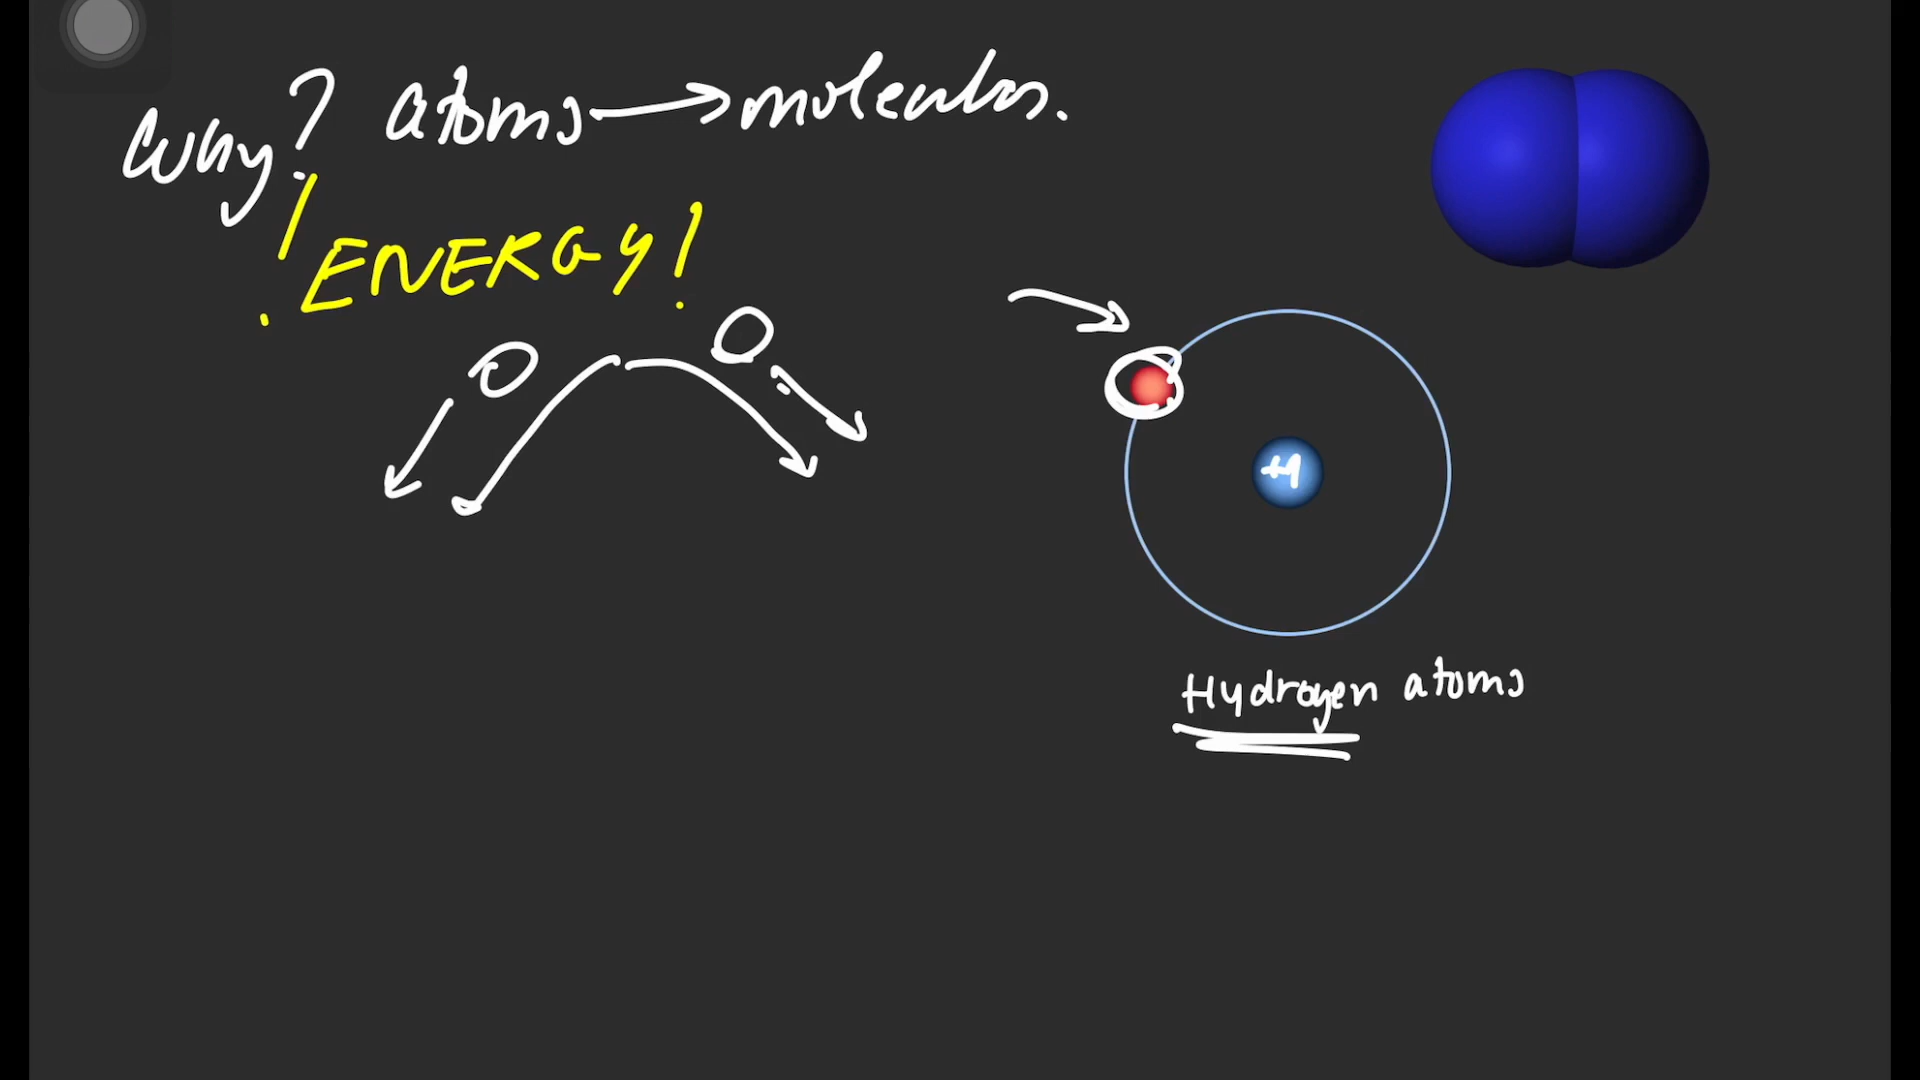 Why? atoms → molecules.
! ENERGY!
+1
Hydrogen atoms